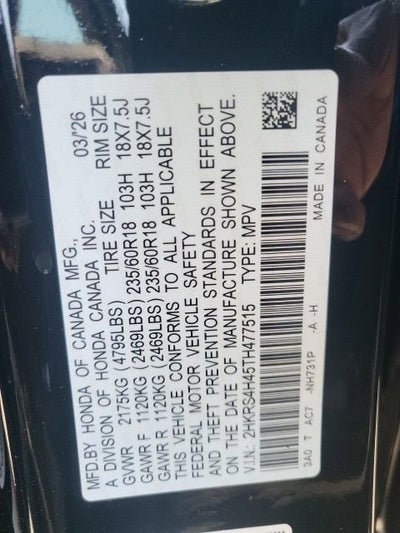 MFD.BY HONDA OF CANADA MFG.,
A DIVISION OF HONDA CANADA INC. 03/26
TIRE SIZE RIM SIZE
GVWR 2175KG (4795LBS)
GAWR F 1120KG (2469LBS) 235/60R18 103H 18X7.5J
GAWR R 1120KG (2469LBS) 235/60R18 103H 18X7.5J
THIS VEHICLE CONFORMS TO ALL APPLICABLE
FEDERAL MOTOR VEHICLE SAFETY
AND THEFT PREVENTION STANDARDS IN EFFECT
ON THE DATE OF MANUFACTURE SHOWN ABOVE.
V.I.N.: 2HKRS4H45TH477515 TYPE: MPV
3A0 T AC7 -NH731P -A -H MADE IN CANADA